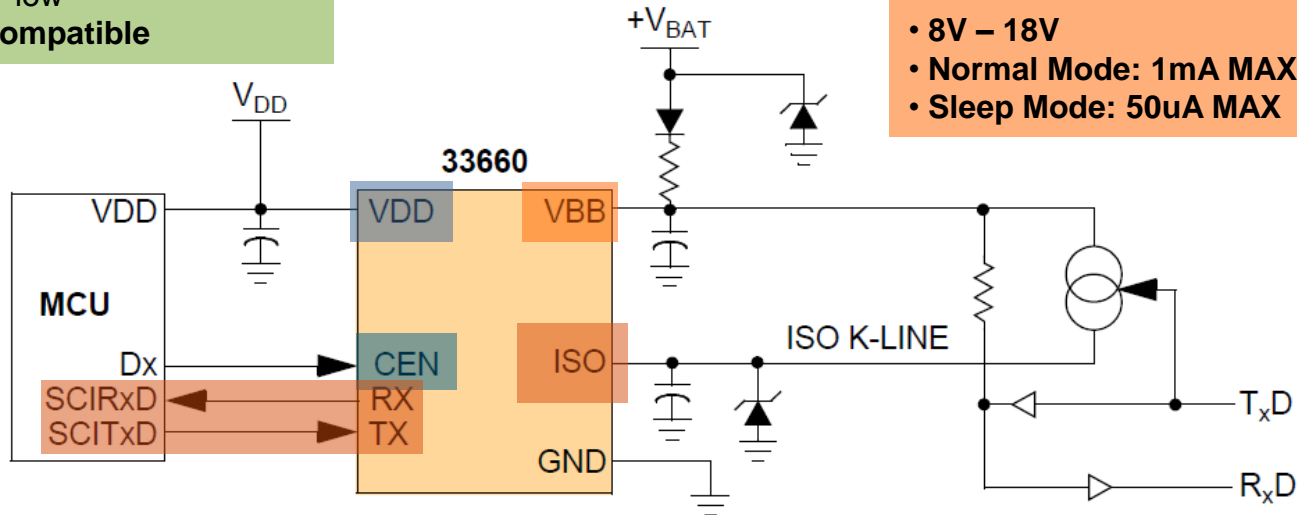 low
ompatible
+VBAT
• 8V – 18V
• Normal Mode: 1mA MAX
• Sleep Mode: 50uA MAX
VDD
33660
VDD
VDD
VBB
MCU
ISO K-LINE
Dx
CEN
ISO
SCIRxD
RX
SCITxD
TX
TxD
GND
RxD